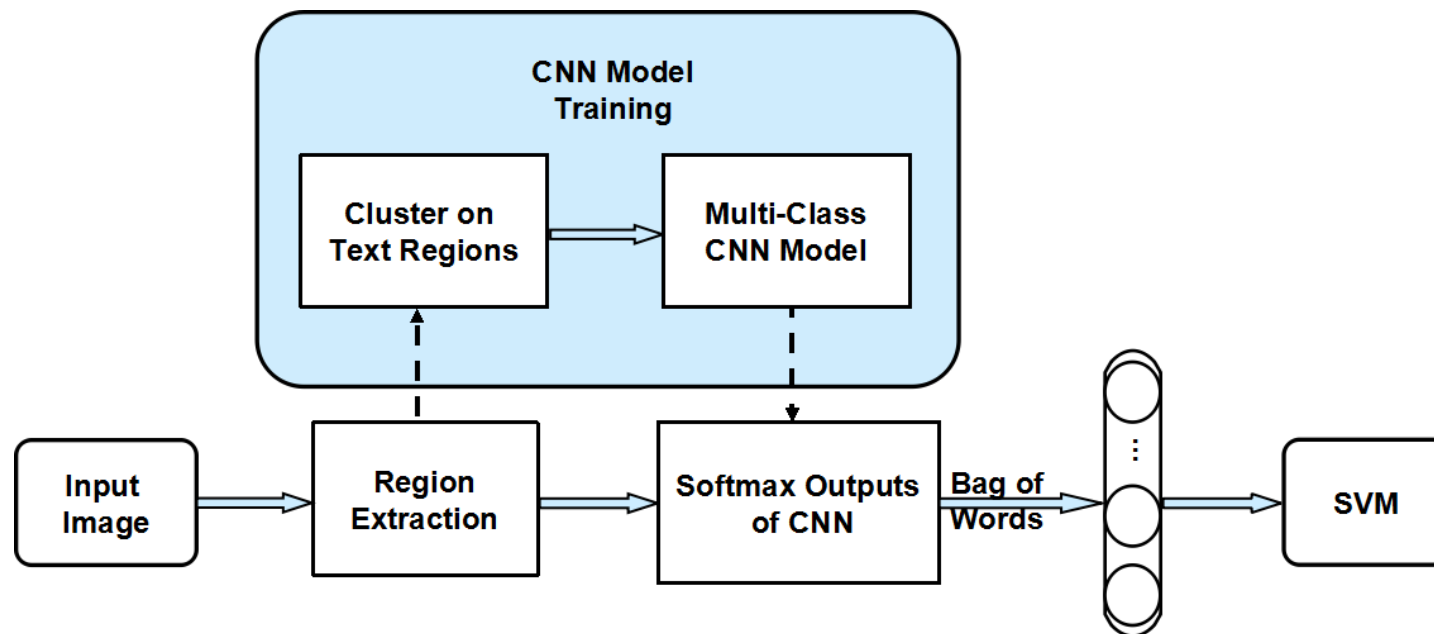 CNN Model
Training
Cluster on
Text Regions
Multi-Class
CNN Model
Input
Image
Region
Extraction
Softmax Outputs
of CNN
Bag of
Words
...
SVM